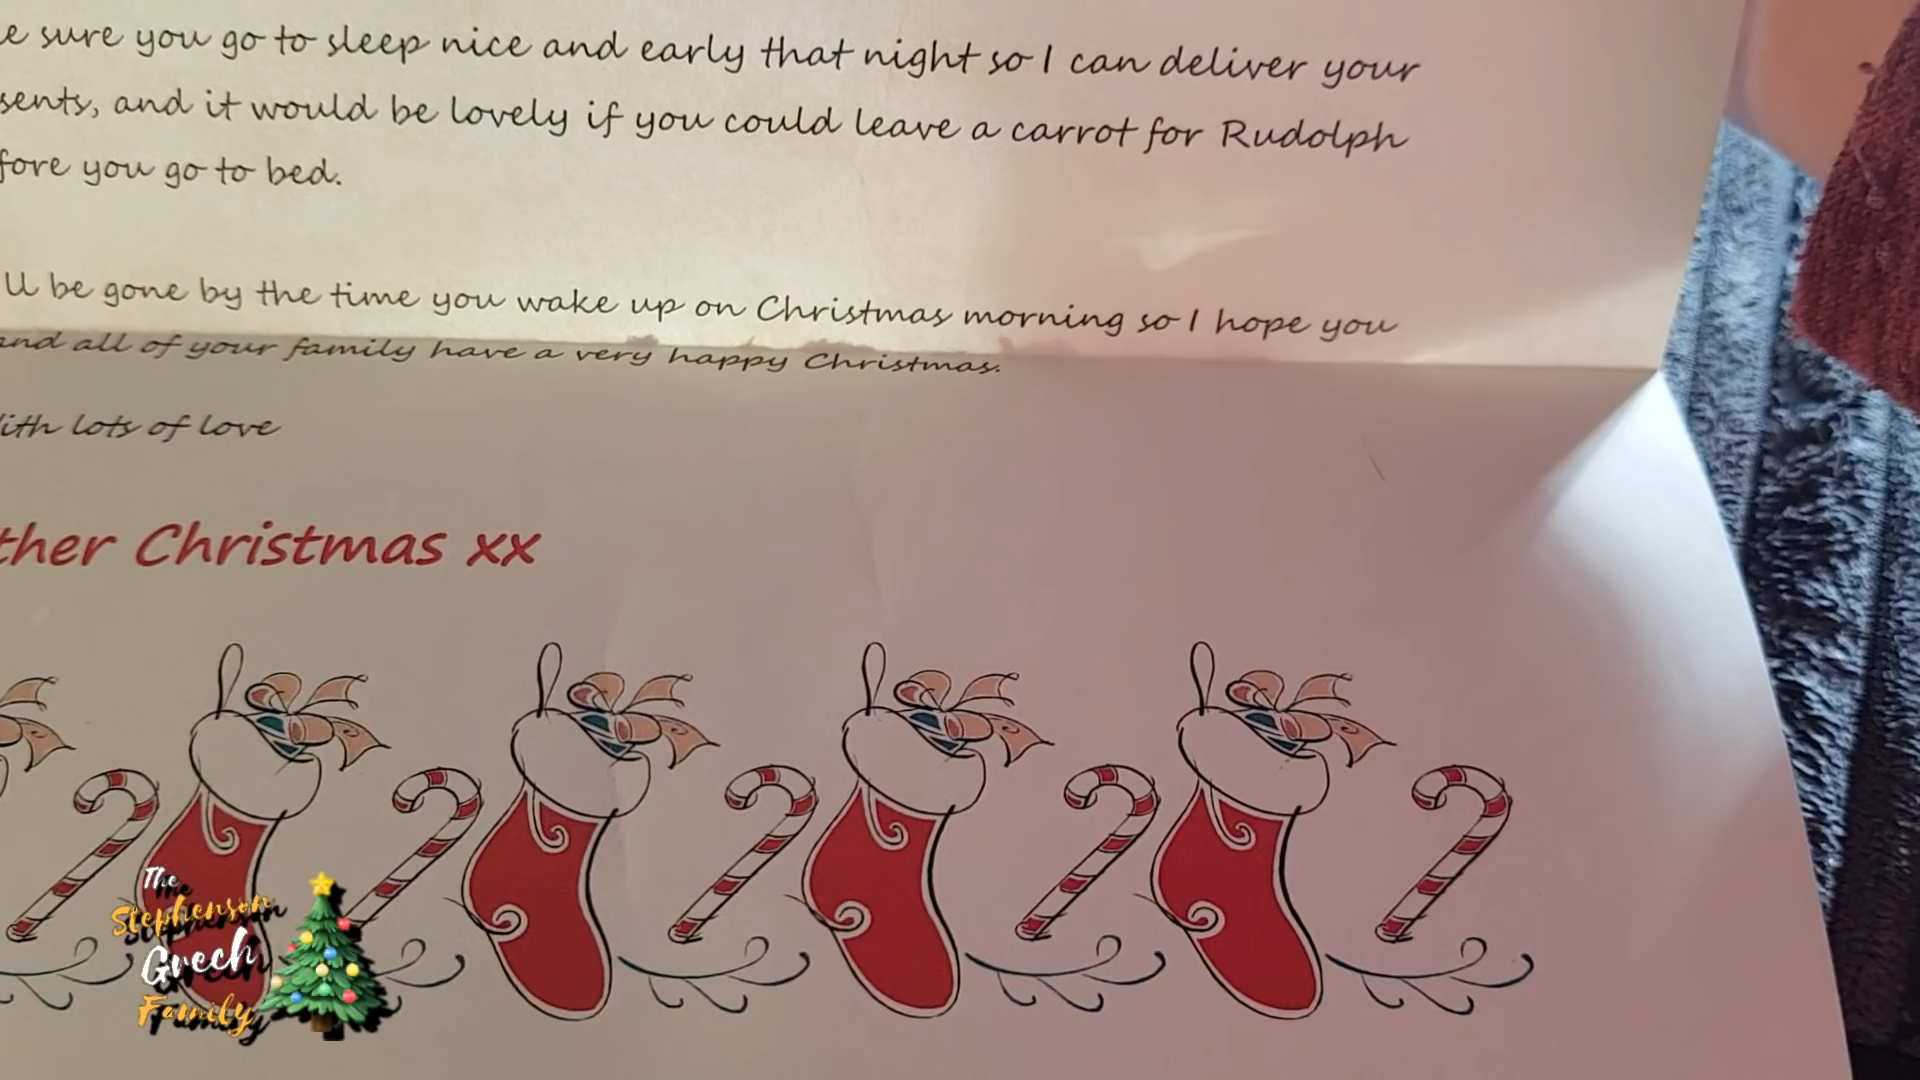 e sure you go to sleep nice and early that night so I can deliver your
sents, and it would be lovely if you could leave a carrot for Rudolph
fore you go to bed.
ll be gone by the time you wake up on Christmas morning so I hope you
and all of your family have a very happy Christmas.
ith lots of love
ther Christmas xx
The
Stephenson
Grech
Family